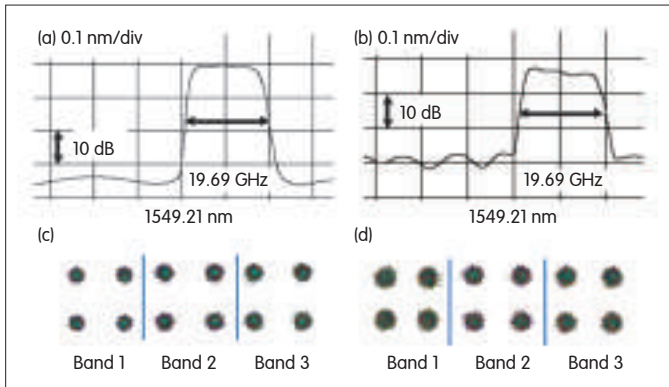 (a) 0.1 nm/div
10 dB
19.69 GHz
1549.21 nm
(b) 0.1 nm/div
10 dB
19.69 GHz
1549.21 nm
(c)
Band 1 Band 2 Band 3
(d)
Band 1 Band 2 Band 3